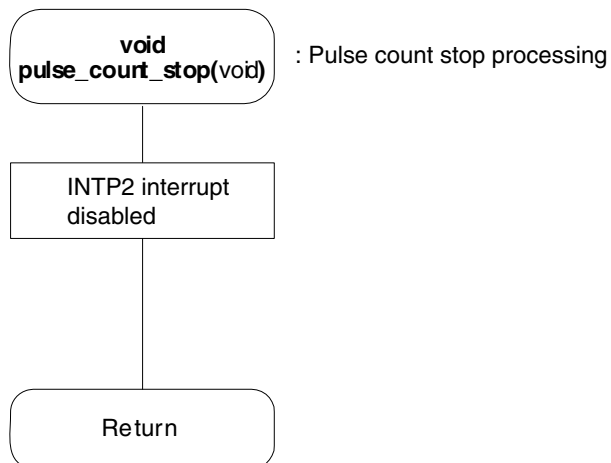 void
pulse_count_stop(void)
: Pulse count stop processing
INTP2 interrupt
disabled
Return